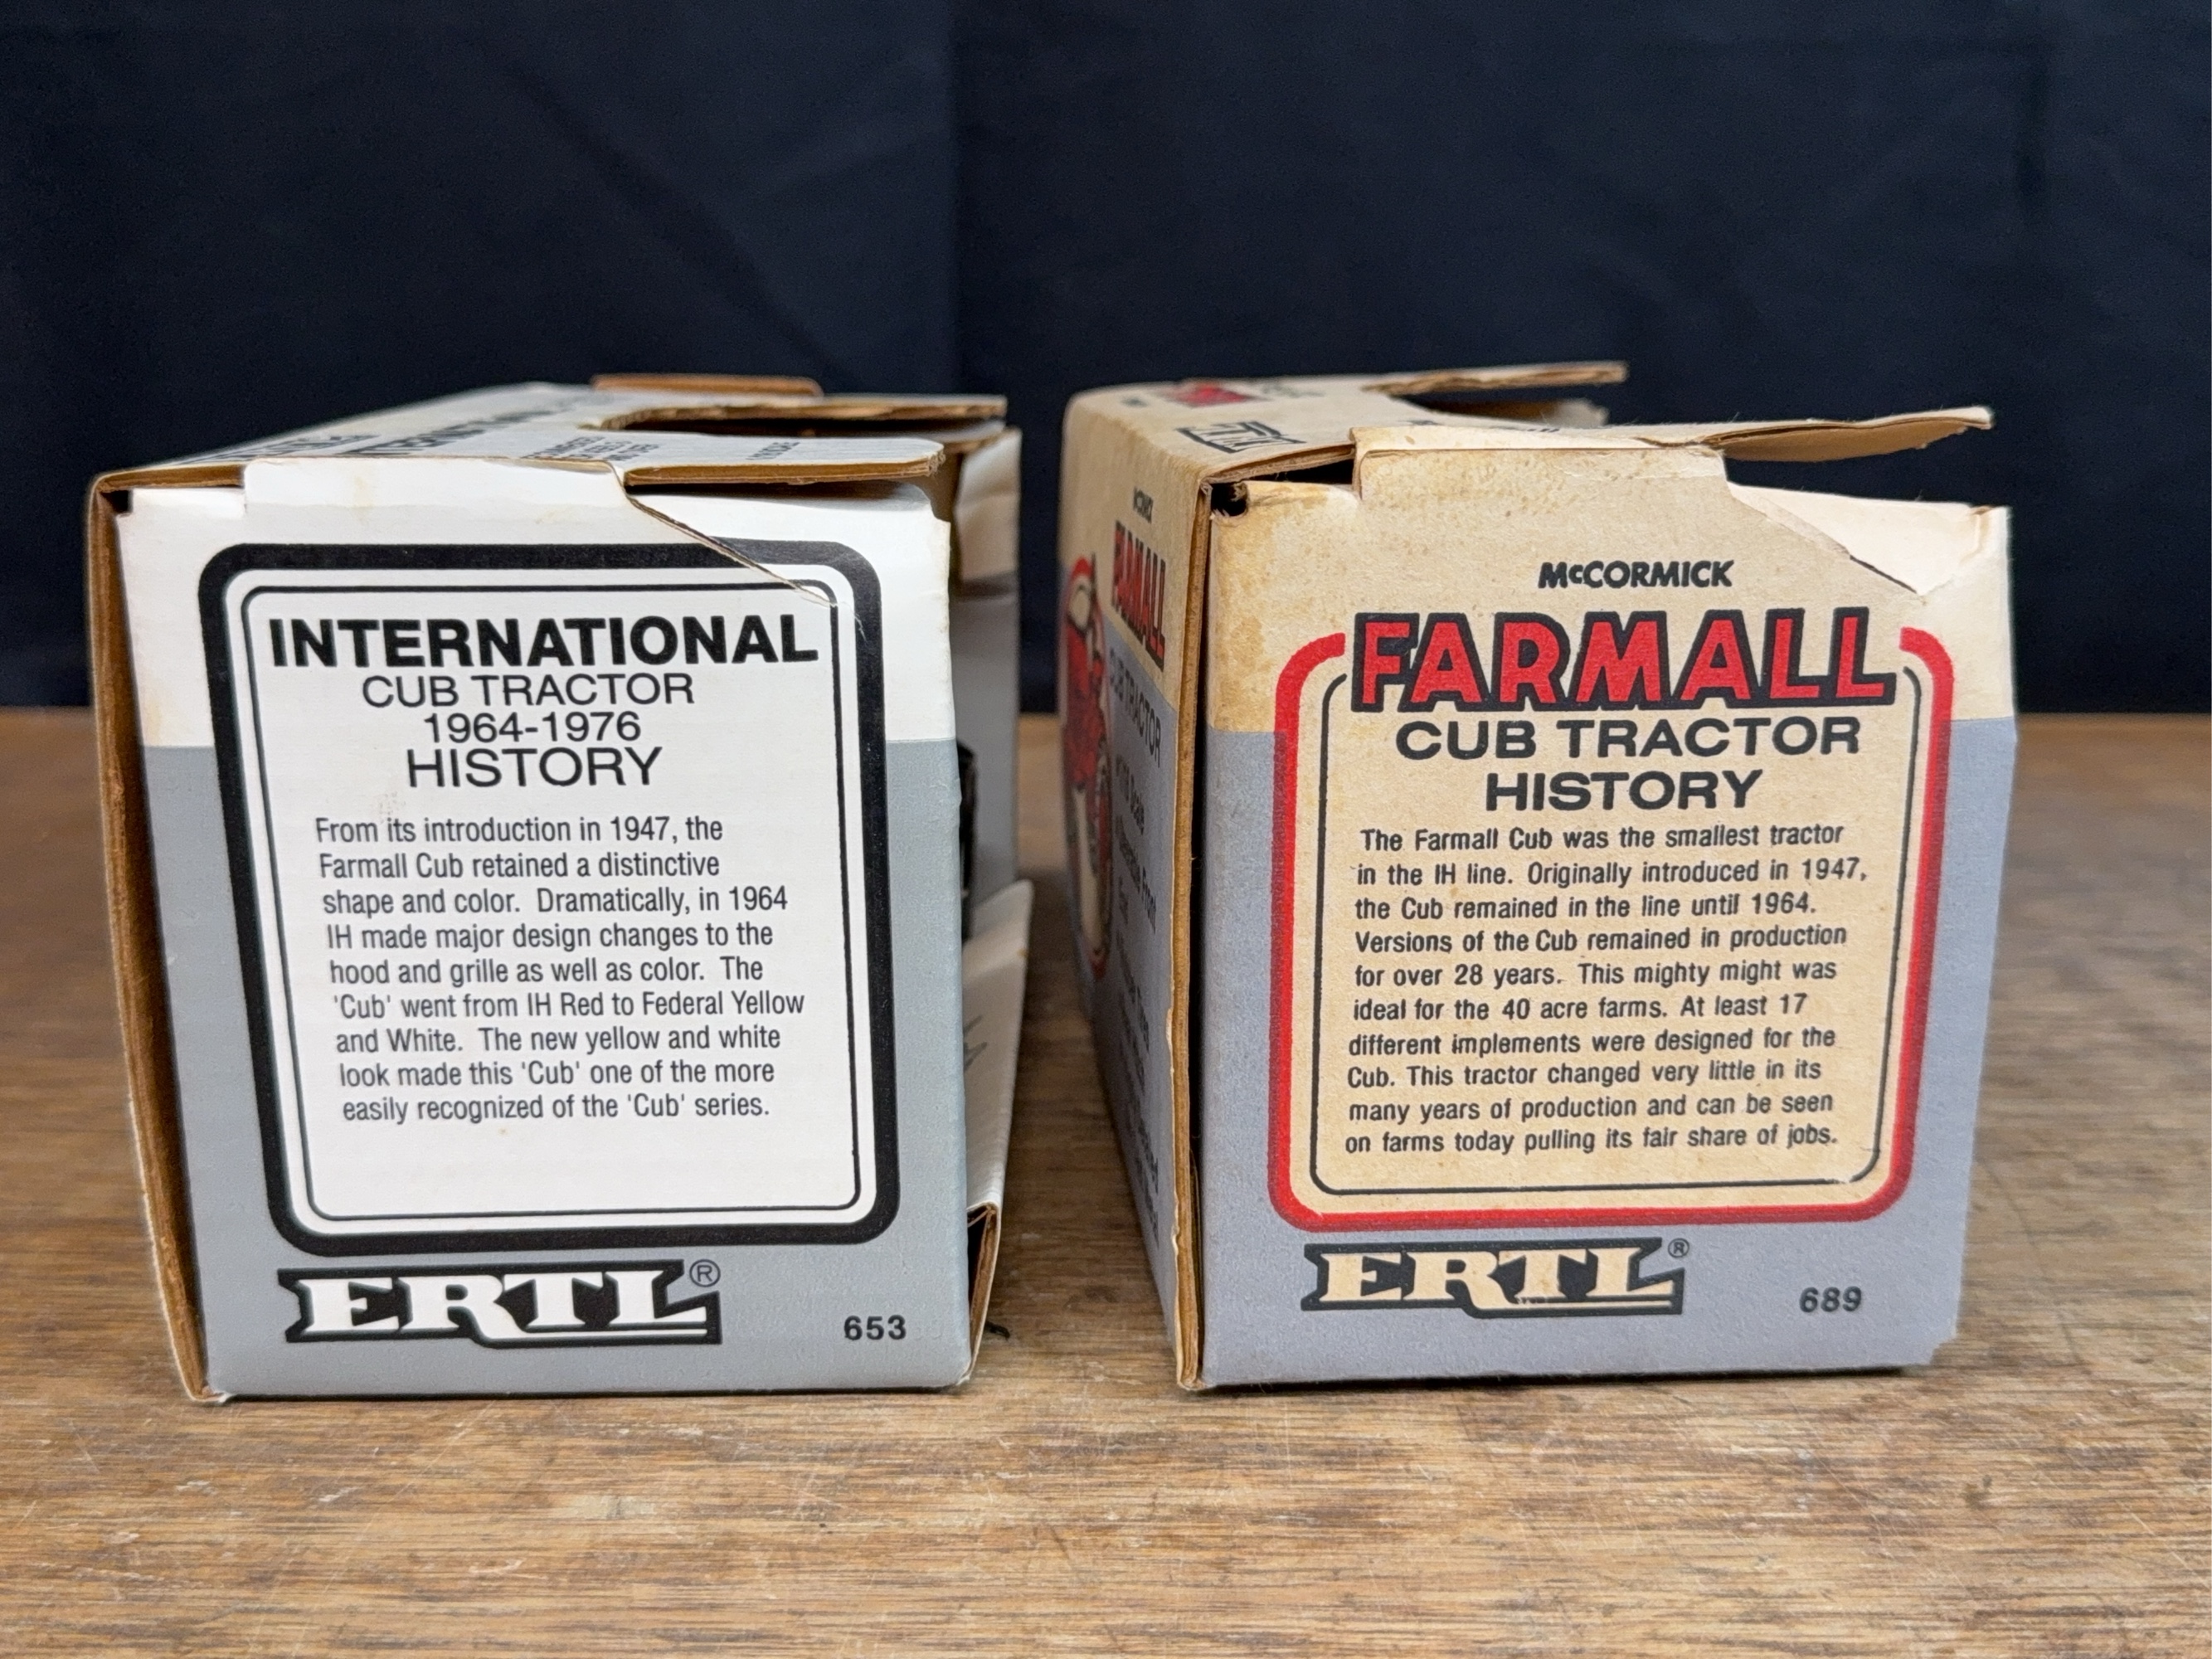 INTERNATIONAL
CUB TRACTOR
1964-1976
HISTORY
From its introduction in 1947, the
Farmall Cub retained a distinctive
shape and color. Dramatically, in 1964
IH made major design changes to the
hood and grille as well as color. The
'Cub' went from IH Red to Federal Yellow
and White. The new yellow and white
look made this 'Cub' one of the more
easily recognized of the 'Cub' series.
ERTL®
653
McCORMICK
FARMALL
CUB TRACTOR
McCORMICK
FARMALL
CUB TRACTOR
HISTORY
The Farmall Cub was the smallest tractor
in the IH line. Originally introduced in 1947,
the Cub remained in the line until 1964.
Versions of the Cub remained in production
for over 28 years. This mighty might was
ideal for the 40 acre farms. At least 17
different implements were designed for the
Cub. This tractor changed very little in its
many years of production and can be seen
on farms today pulling its fair share of jobs.
ERTL®
689